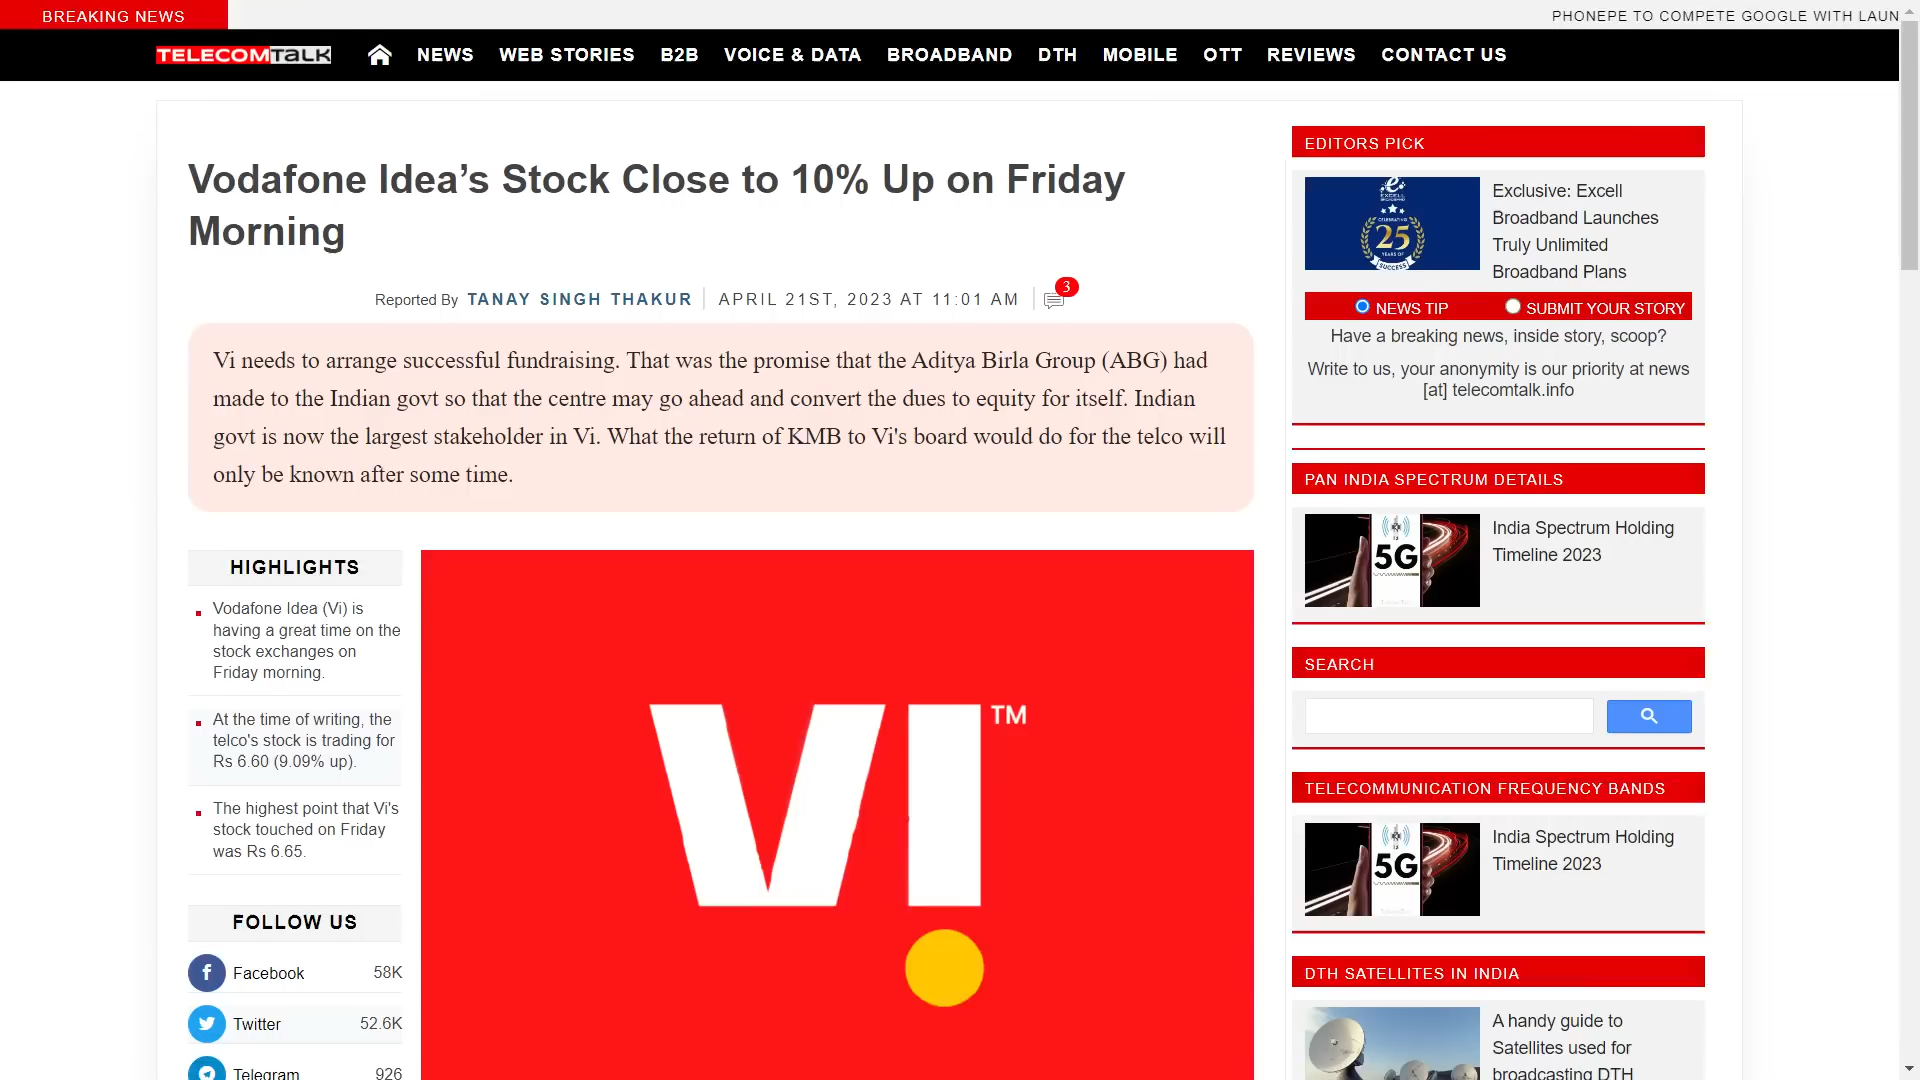 BREAKING NEWS
PHONEPE TO COMPETE GOOGLE WITH LAUN
TELECOMTALK
NEWS
WEB STORIES
B2B
VOICE & DATA
BROADBAND
DTH
MOBILE
OTT
REVIEWS
CONTACT US
Vodafone Idea’s Stock Close to 10% Up on Friday
Morning
Reported By TANAY SINGH THAKUR
APRIL 21ST, 2023 AT 11:01 AM
3
Vi needs to arrange successful fundraising. That was the promise that the Aditya Birla Group (ABG) had
made to the Indian govt so that the centre may go ahead and convert the dues to equity for itself. Indian
govt is now the largest stakeholder in Vi. What the return of KMB to Vi's board would do for the telco will
only be known after some time.
HIGHLIGHTS
Vodafone Idea (Vi) is
having a great time on the
stock exchanges on
Friday morning.
At the time of writing, the
telco's stock is trading for
Rs 6.60 (9.09% up).
The highest point that Vi's
stock touched on Friday
was Rs 6.65.
FOLLOW US
Facebook 58K
Twitter 52.6K
Telegram 926
VI TM
EDITORS PICK
EXCELL
BROADBAND
CELEBRATING
25
YEARS OF
SUCCESS
Exclusive: Excell
Broadband Launches
Truly Unlimited
Broadband Plans
NEWS TIP
SUBMIT YOUR STORY
Have a breaking news, inside story, scoop?
Write to us, your anonymity is our priority at news
[at] telecomtalk.info
PAN INDIA SPECTRUM DETAILS
5G
India Spectrum Holding
Timeline 2023
SEARCH
TELECOMMUNICATION FREQUENCY BANDS
5G
India Spectrum Holding
Timeline 2023
DTH SATELLITES IN INDIA
A handy guide to
Satellites used for
broadcasting DTH